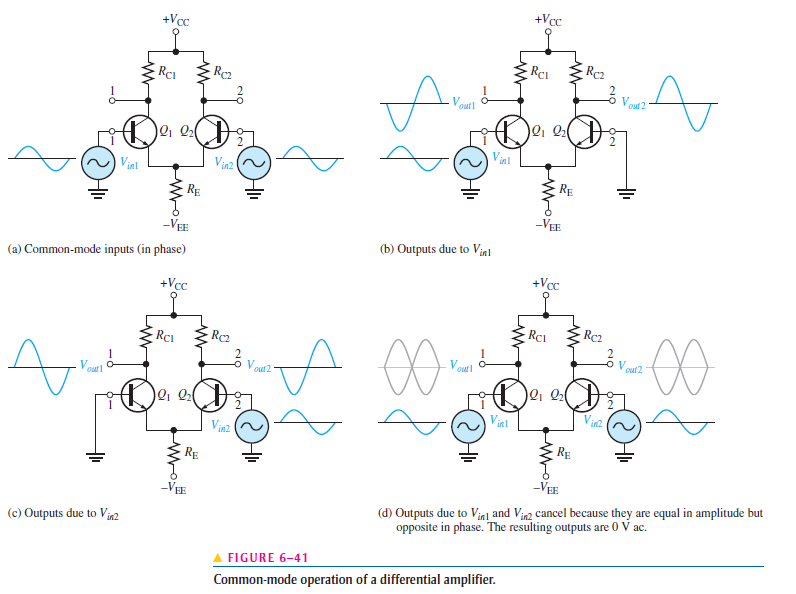 +VCC
+VCC
RC1
RC2
RC1
RC2
1
2
1
2
Vout1
Vout2
Q1
Q2
Q1
Q2
1
2
1
2
Vin1
Vin2
Vin1
RE
RE
–VEE
–VEE
(a) Common-mode inputs (in phase)
(b) Outputs due to Vin1
+VCC
+VCC
RC1
RC2
RC1
RC2
1
2
1
2
Vout1
Vout2
Vout1
Vout2
Q1
Q2
Q1
Q2
1
2
1
2
Vin2
Vin1
Vin2
RE
RE
–VEE
–VEE
(c) Outputs due to Vin2
(d) Outputs due to Vin1 and Vin2 cancel because they are equal in amplitude but
opposite in phase. The resulting outputs are 0 V ac.
▲ FIGURE 6–41
Common-mode operation of a differential amplifier.